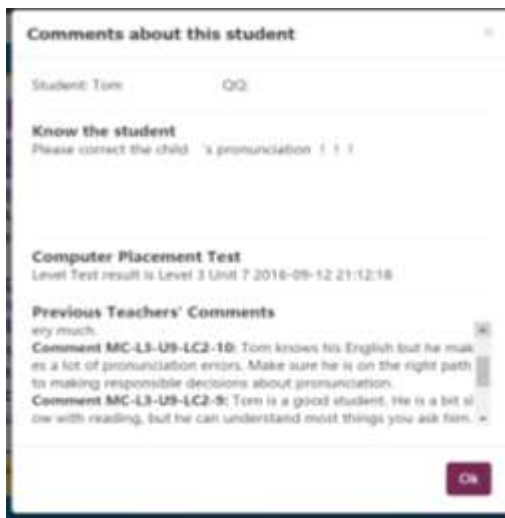 Comments about this student ×
Student: Tom QQ:
Know the student
Please correct the child 's pronunciation ! ! !
Computer Placement Test
Level Test result is Level 3 Unit 7 2016-09-12 21:12:18
Previous Teachers' Comments
ery much.
Comment MC-L3-U9-LC2-10: Tom knows his English but he mak
es a lot of pronunciation errors. Make sure he is on the right path
to making responsible decisions about pronunciation.
Comment MC-L3-U9-LC2-9: Tom is a good student. He is a bit sl
ow with reading, but he can understand most things you ask him.
Ok